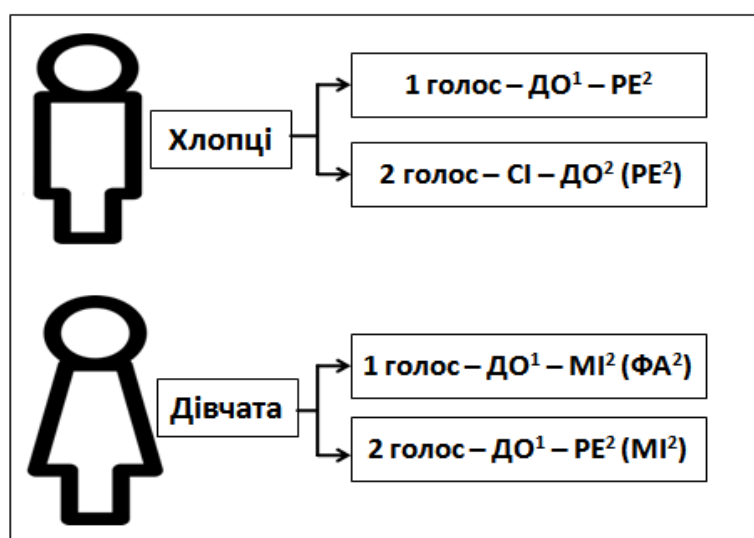 Хлопці
1 голос – ДО¹ – РЕ²
2 голос – СІ – ДО² (РЕ²)
Дівчата
1 голос – ДО¹ – МІ² (ФА²)
2 голос – ДО¹ – РЕ² (МІ²)